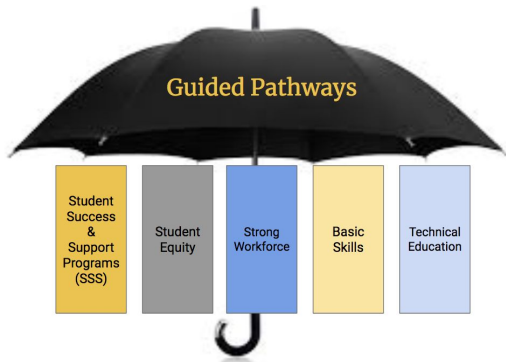 Guided Pathways
Student
Success
&
Support
Programs
(SSS)
Student
Equity
Strong
Workforce
Basic
Skills
Technical
Education